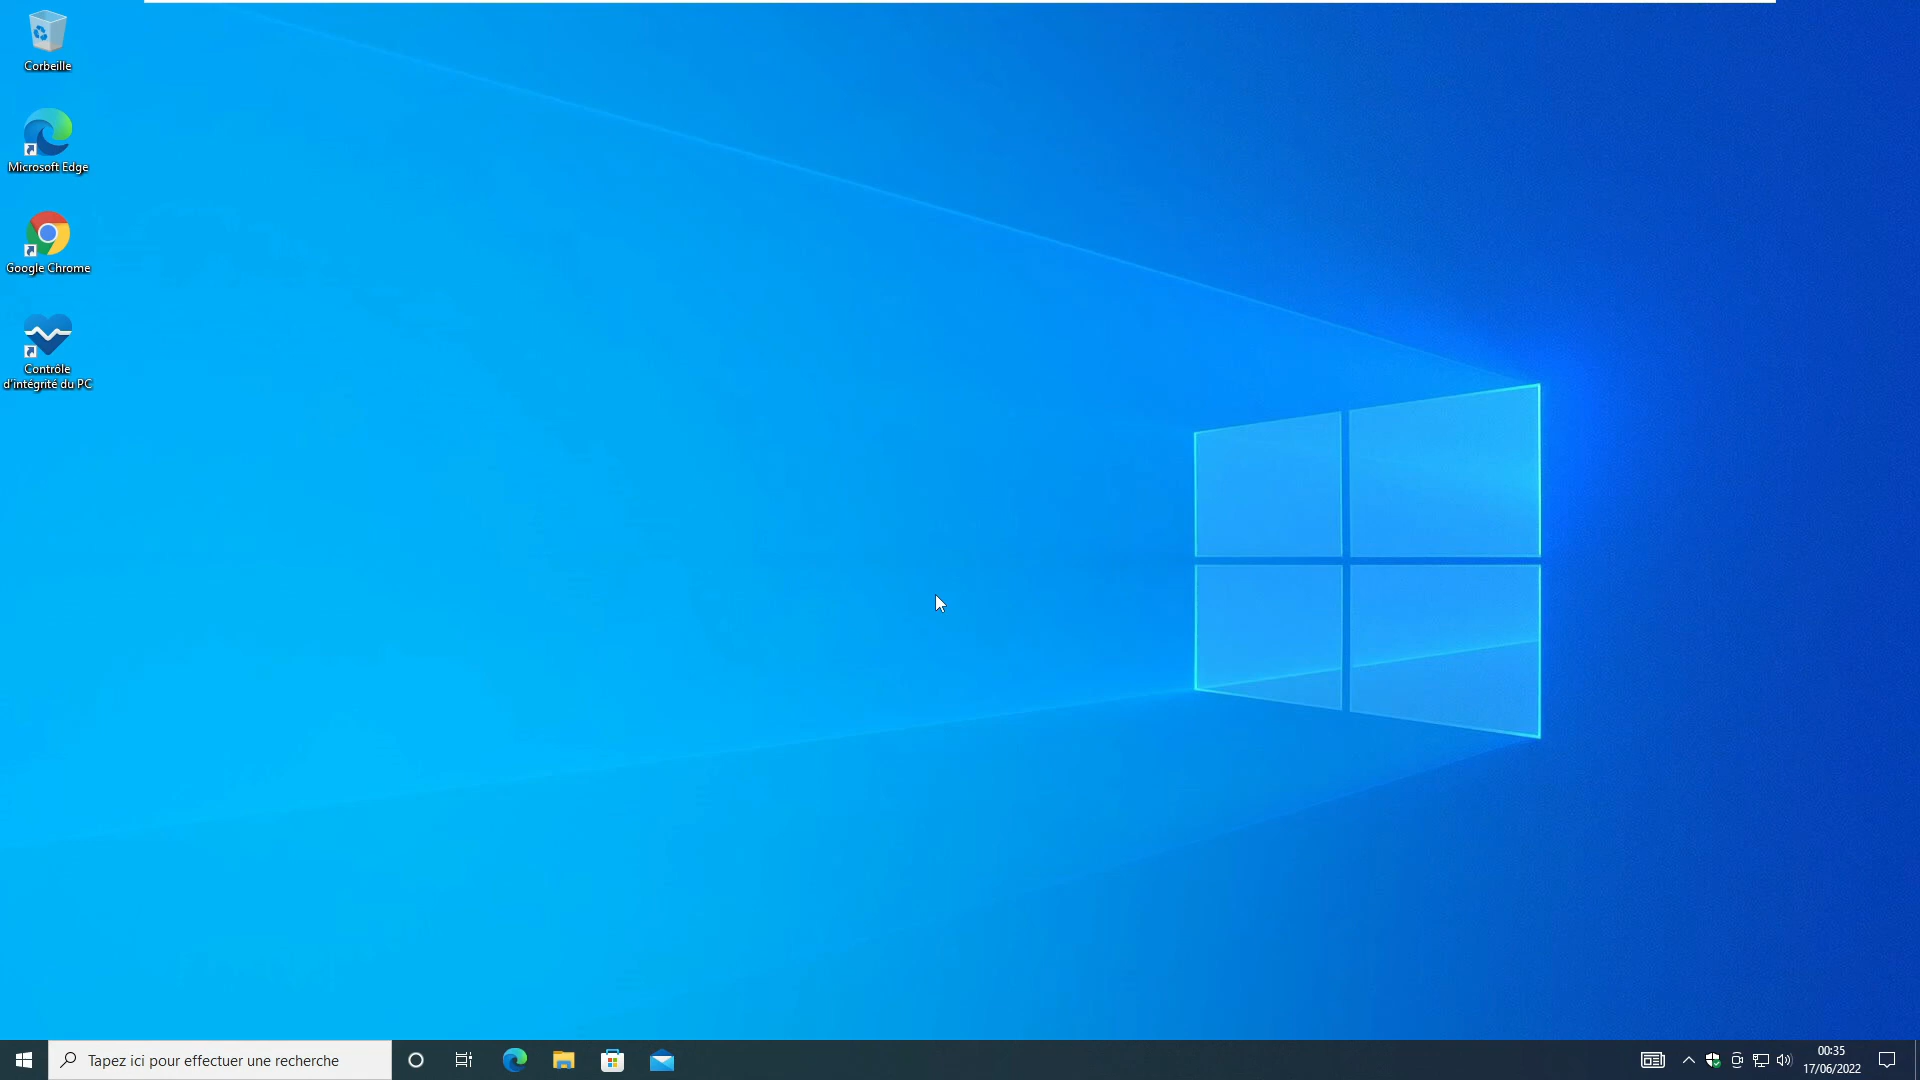 Corbeille
Microsoft Edge
Google Chrome
Contrôle
d'intégrité du PC
Tapez ici pour effectuer une recherche
00:35
17/06/2022